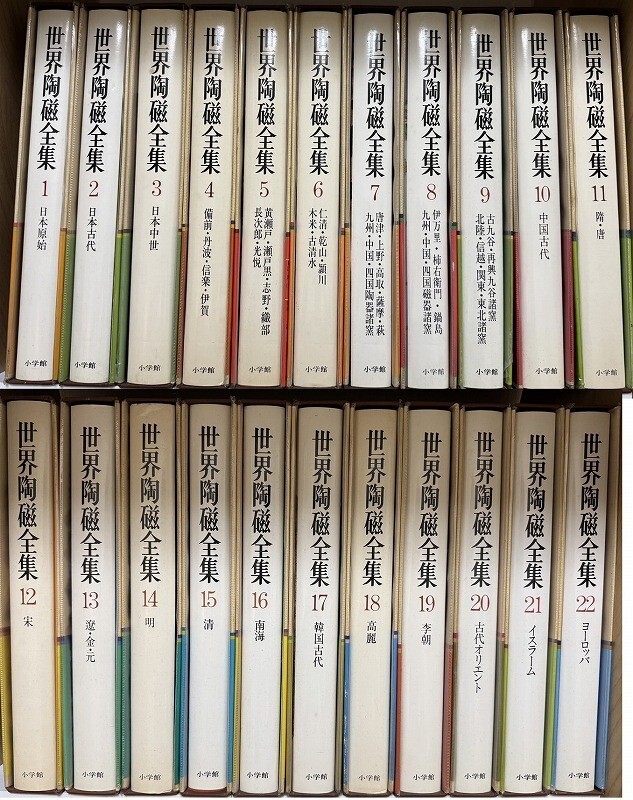 世界陶磁全集
1
日本原始
小学館
世界陶磁全集
2
日本古代
小学館
世界陶磁全集
3
日本中世
小学館
世界陶磁全集
4
備前・丹波・信楽・伊賀
小学館
世界陶磁全集
5
黄瀬戸・瀬戸黒・志野・織部
長次郎・光悦
小学館
世界陶磁全集
6
仁清・乾山・穎川
木米・古清水
小学館
世界陶磁全集
7
唐津・上野・高取・薩摩・萩
九州・中国・四国陶器諸窯
小学館
世界陶磁全集
8
伊万里・柿右衛門・鍋島
九州・中国・四国磁器諸窯
小学館
世界陶磁全集
9
古九谷・再興九谷諸窯
北陸・信越・関東・東北諸窯
小学館
世界陶磁全集
10
中国古代
小学館
世界陶磁全集
11
隋・唐
小学館
世界陶磁全集
12
宋
小学館
世界陶磁全集
13
遼・金・元
小学館
世界陶磁全集
14
明
小学館
世界陶磁全集
15
清
小学館
世界陶磁全集
16
南海
小学館
世界陶磁全集
17
韓国古代
小学館
世界陶磁全集
18
高麗
小学館
世界陶磁全集
19
李朝
小学館
世界陶磁全集
20
古代オリエント
小学館
世界陶磁全集
21
イスラーム
小学館
世界陶磁全集
22
ヨーロッパ
小学館